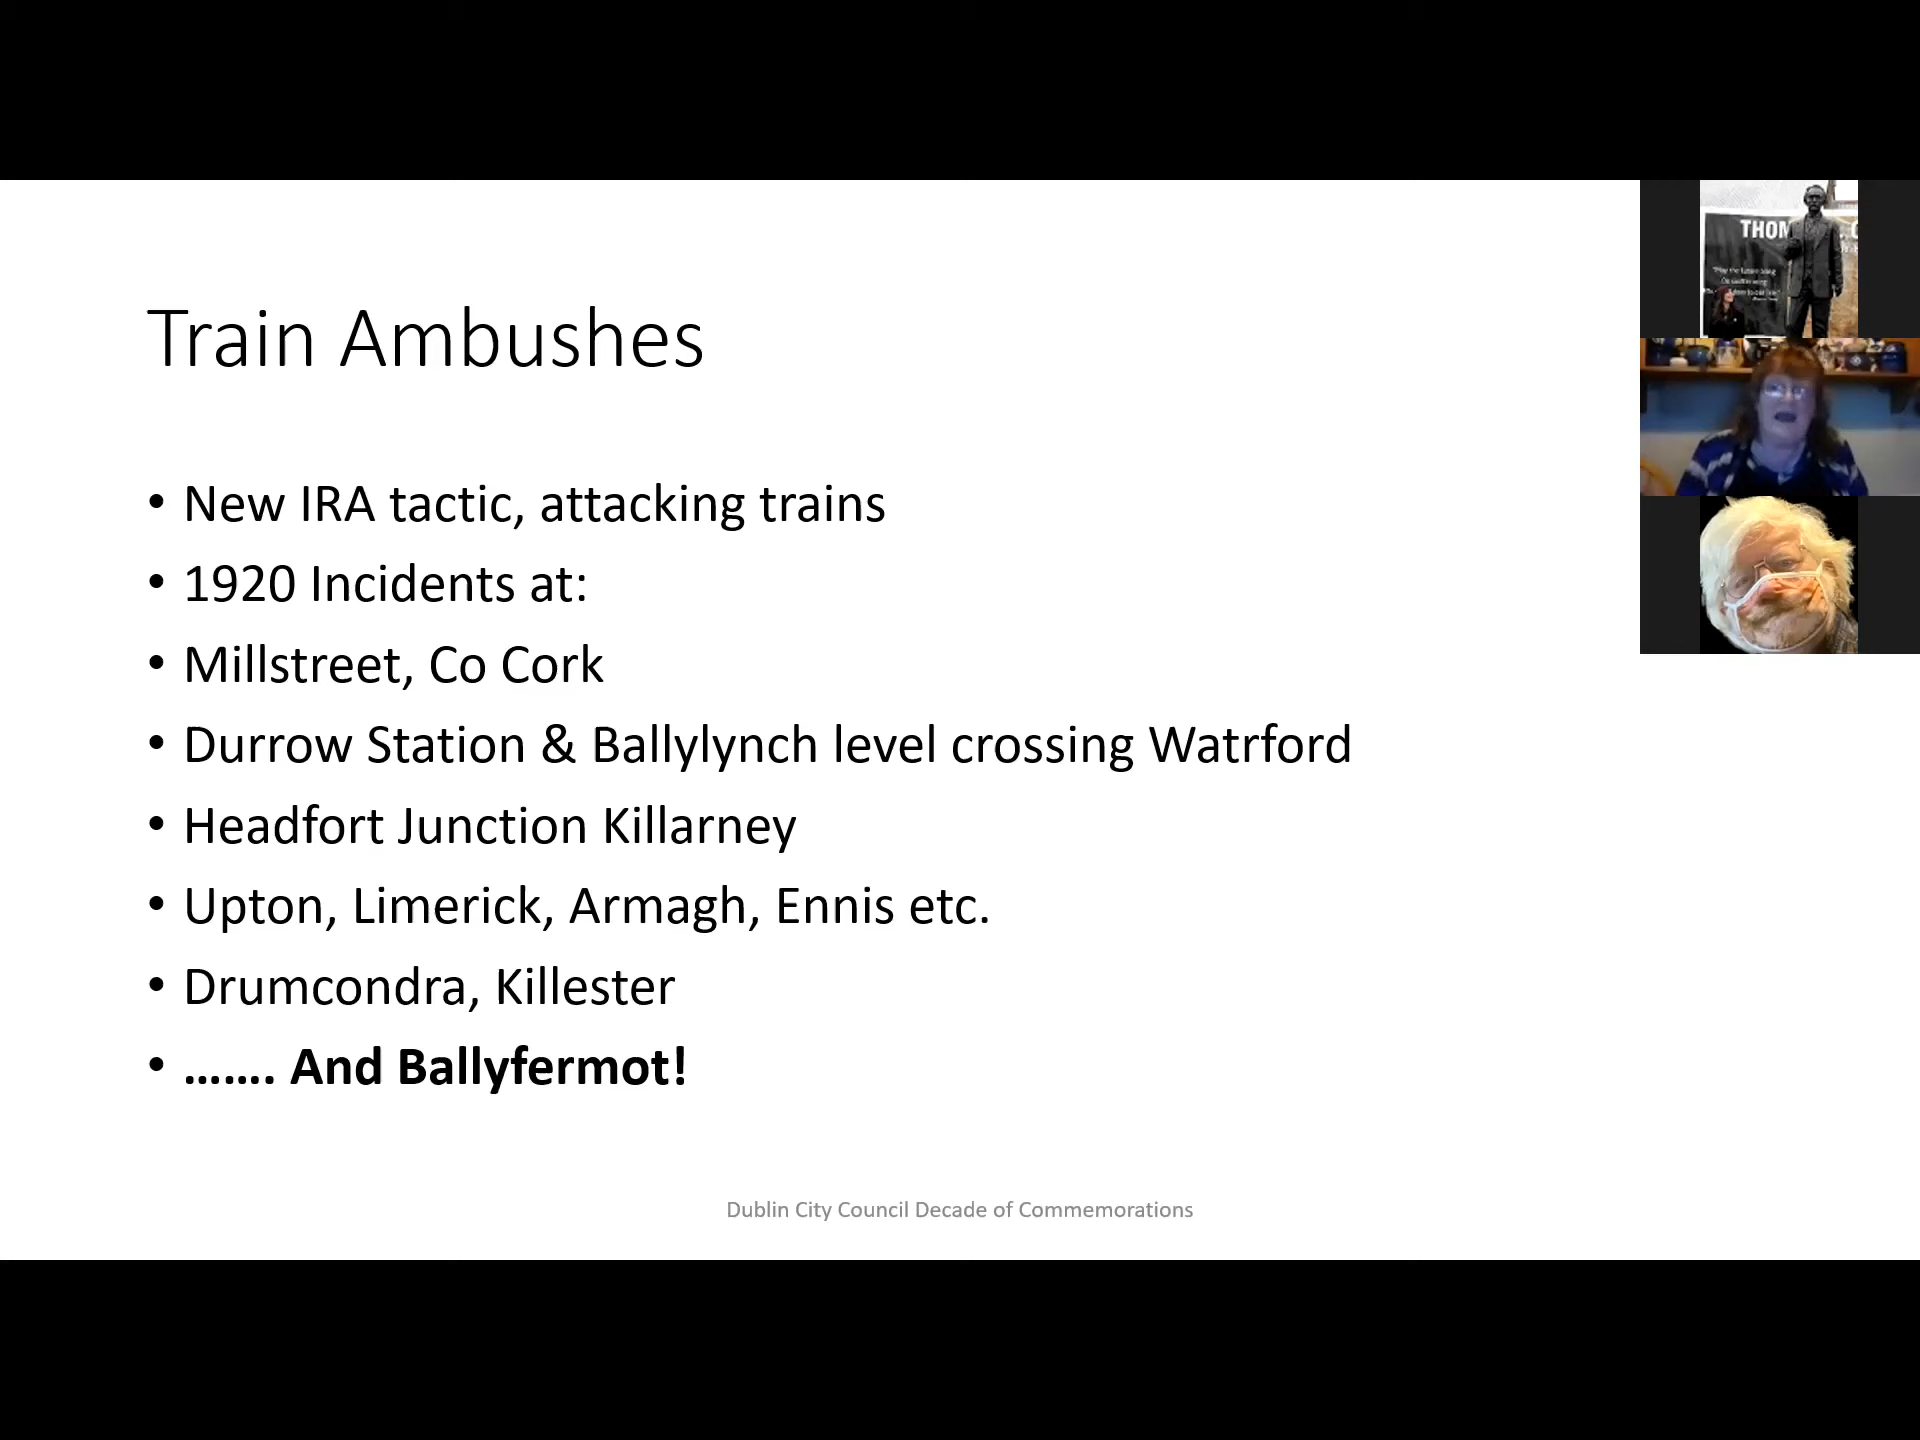 Train Ambushes
• New IRA tactic, attacking trains
• 1920 Incidents at:
• Millstreet, Co Cork
• Durrow Station & Ballylynch level crossing Watrford
• Headfort Junction Killarney
• Upton, Limerick, Armagh, Ennis etc.
• Drumcondra, Killester
• ....... And Ballyfermot!
Dublin City Council Decade of Commemorations
THOM